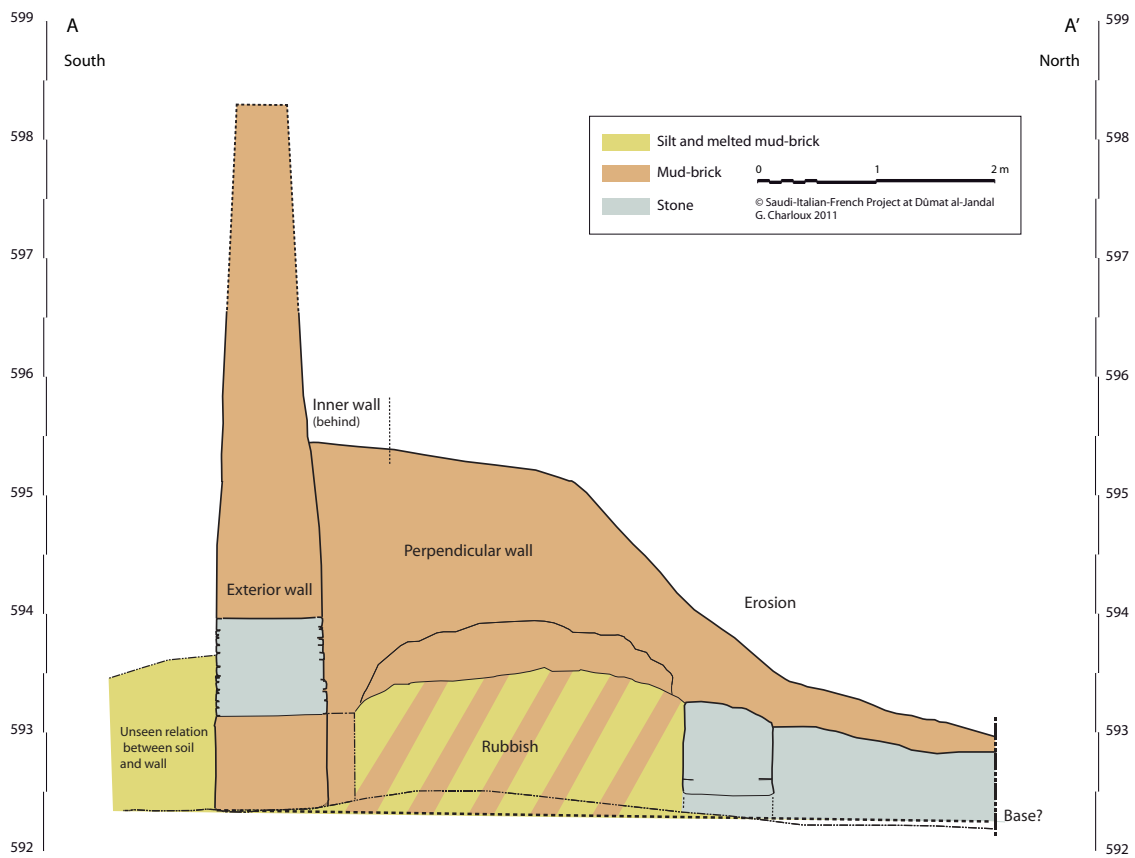 599
A
A'
599
South
North
598
598
Silt and melted mud-brick
Mud-brick
Stone
0
1
2 m
© Saudi-Italian-French Project at Dûmat al-Jandal
G. Charloux 2011
597
597
596
596
Inner wall
(behind)
595
595
Perpendicular wall
Exterior wall
Erosion
594
594
Unseen relation
between soil
and wall
Rubbish
593
593
Base?
592
592